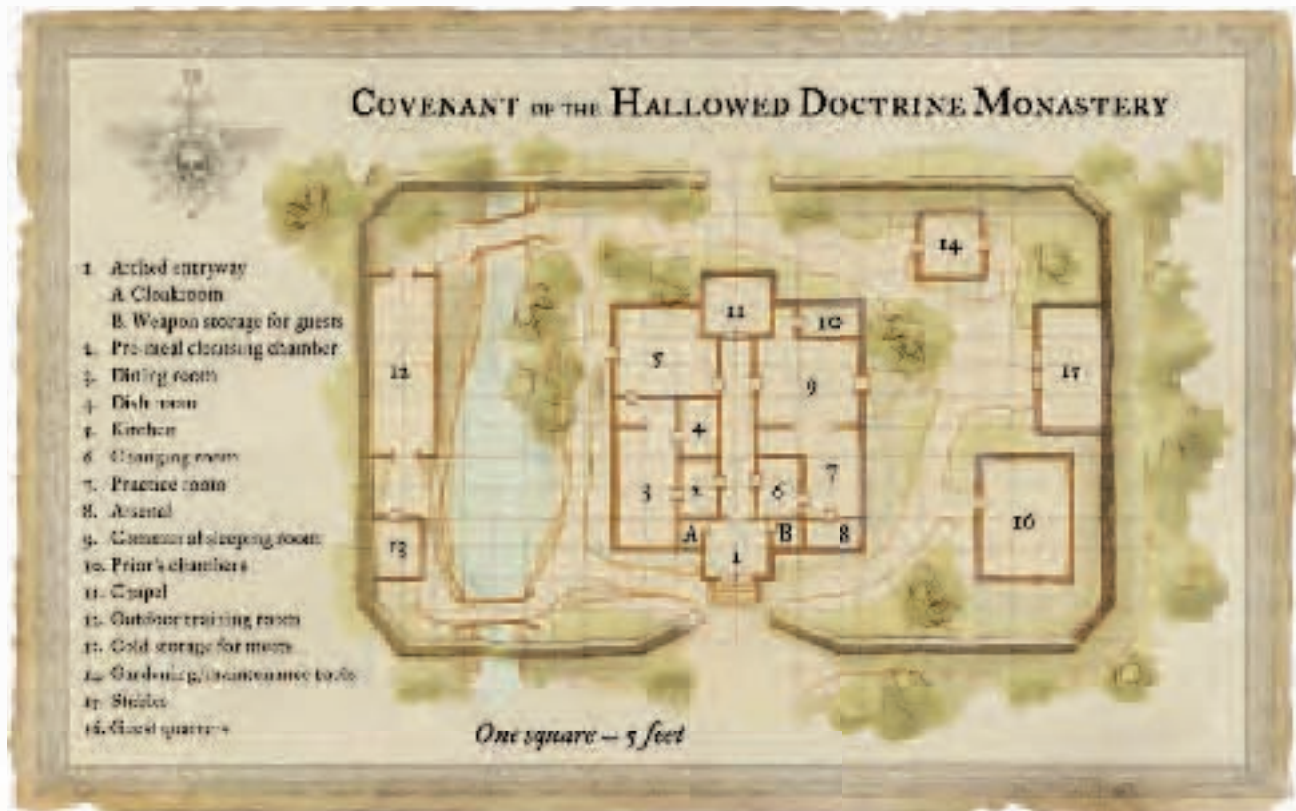 COVENANT OF THE HALLOWED DOCTRINE MONASTERY
1. Arched entryway
A Cloakroom
B. Weapon storage for guests
2. Pre-meal cleansing chamber
3. Dining room
4. Dish room
5. Kitchen
6. Changing room
7. Practice room
8. Arsenal
9. Communal sleeping room
10. Prior's chambers
11. Chapel
12. Outdoor training room
13. Cold storage for meats
14. Gardening/maintenance tools
15. Stables
16. Guest quarters
14
11
10
5
17
12
9
4
7
3
2
6
16
13
A
B
8
1
One square = 5 feet